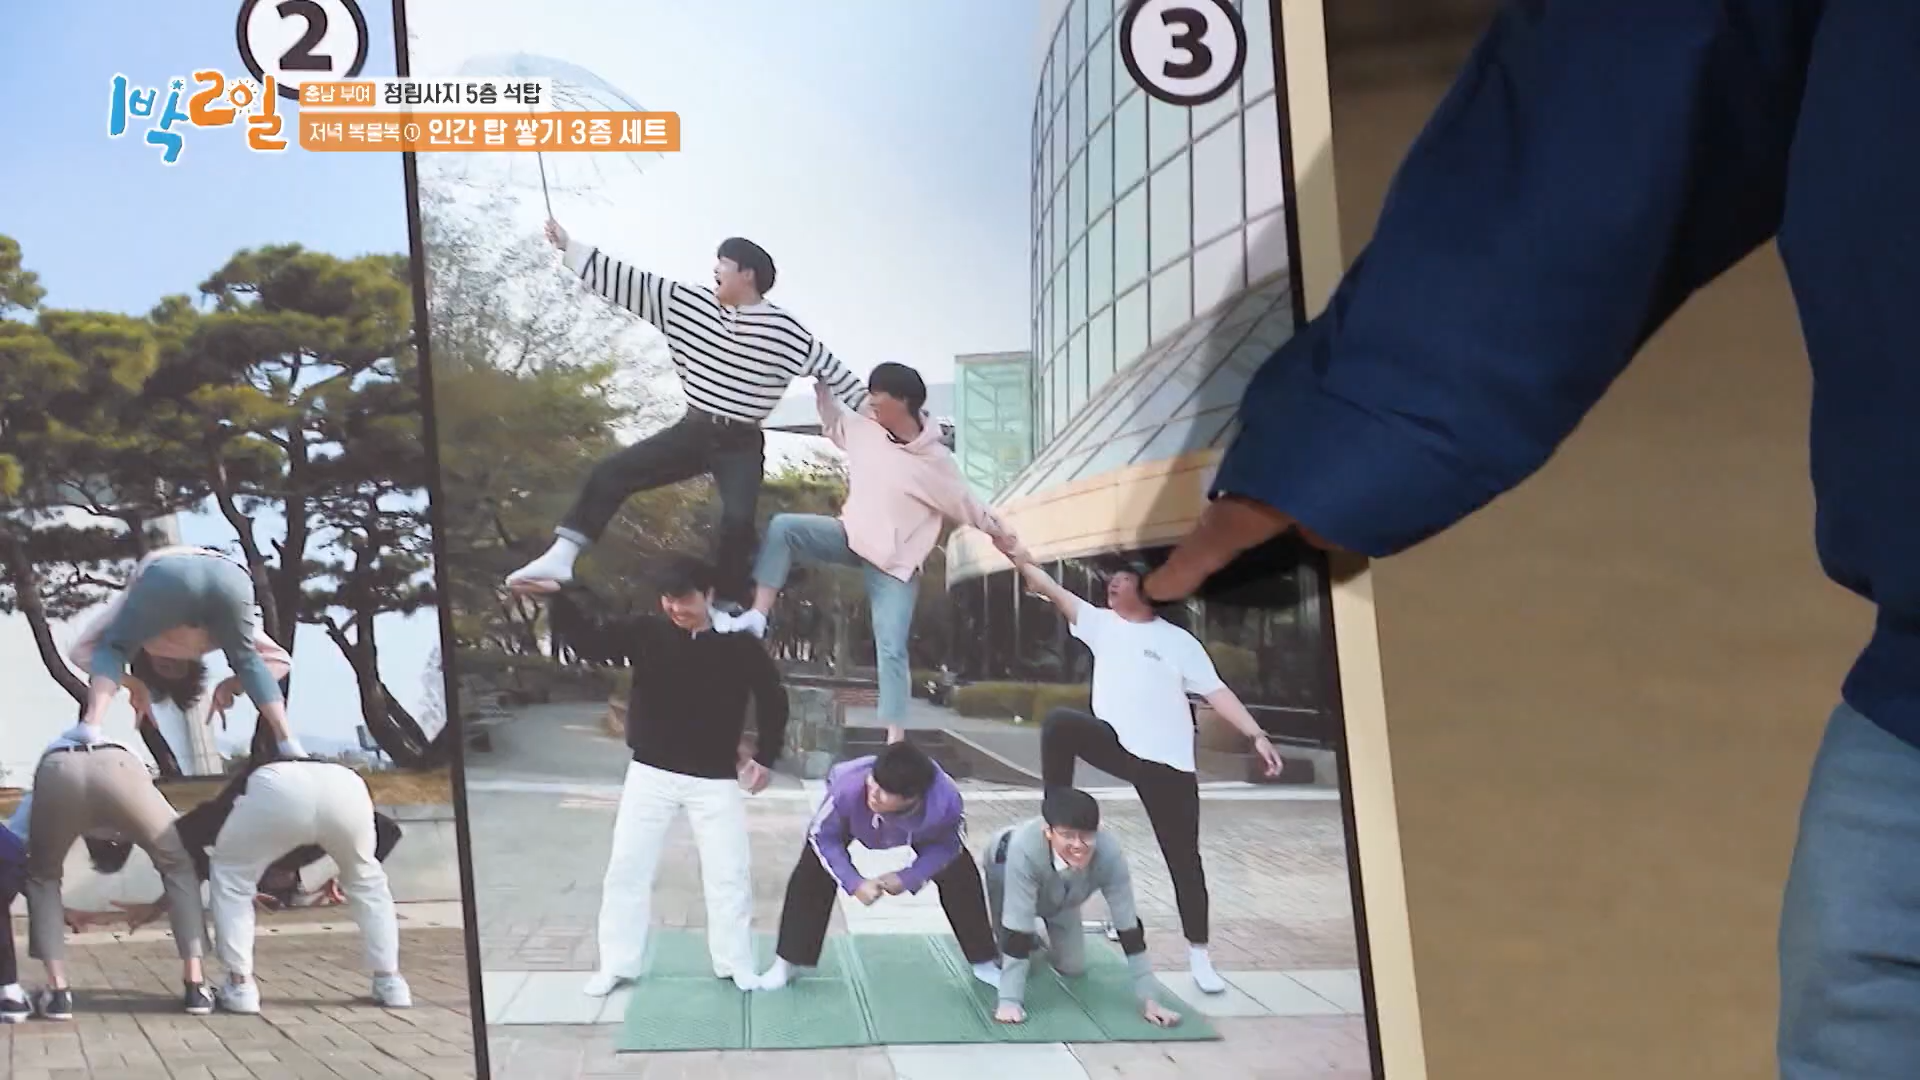 2
3
1박2일
충남 부여 정림사지 5층 석탑
저녁 복불복 ① 인간 탑 쌓기 3종 세트